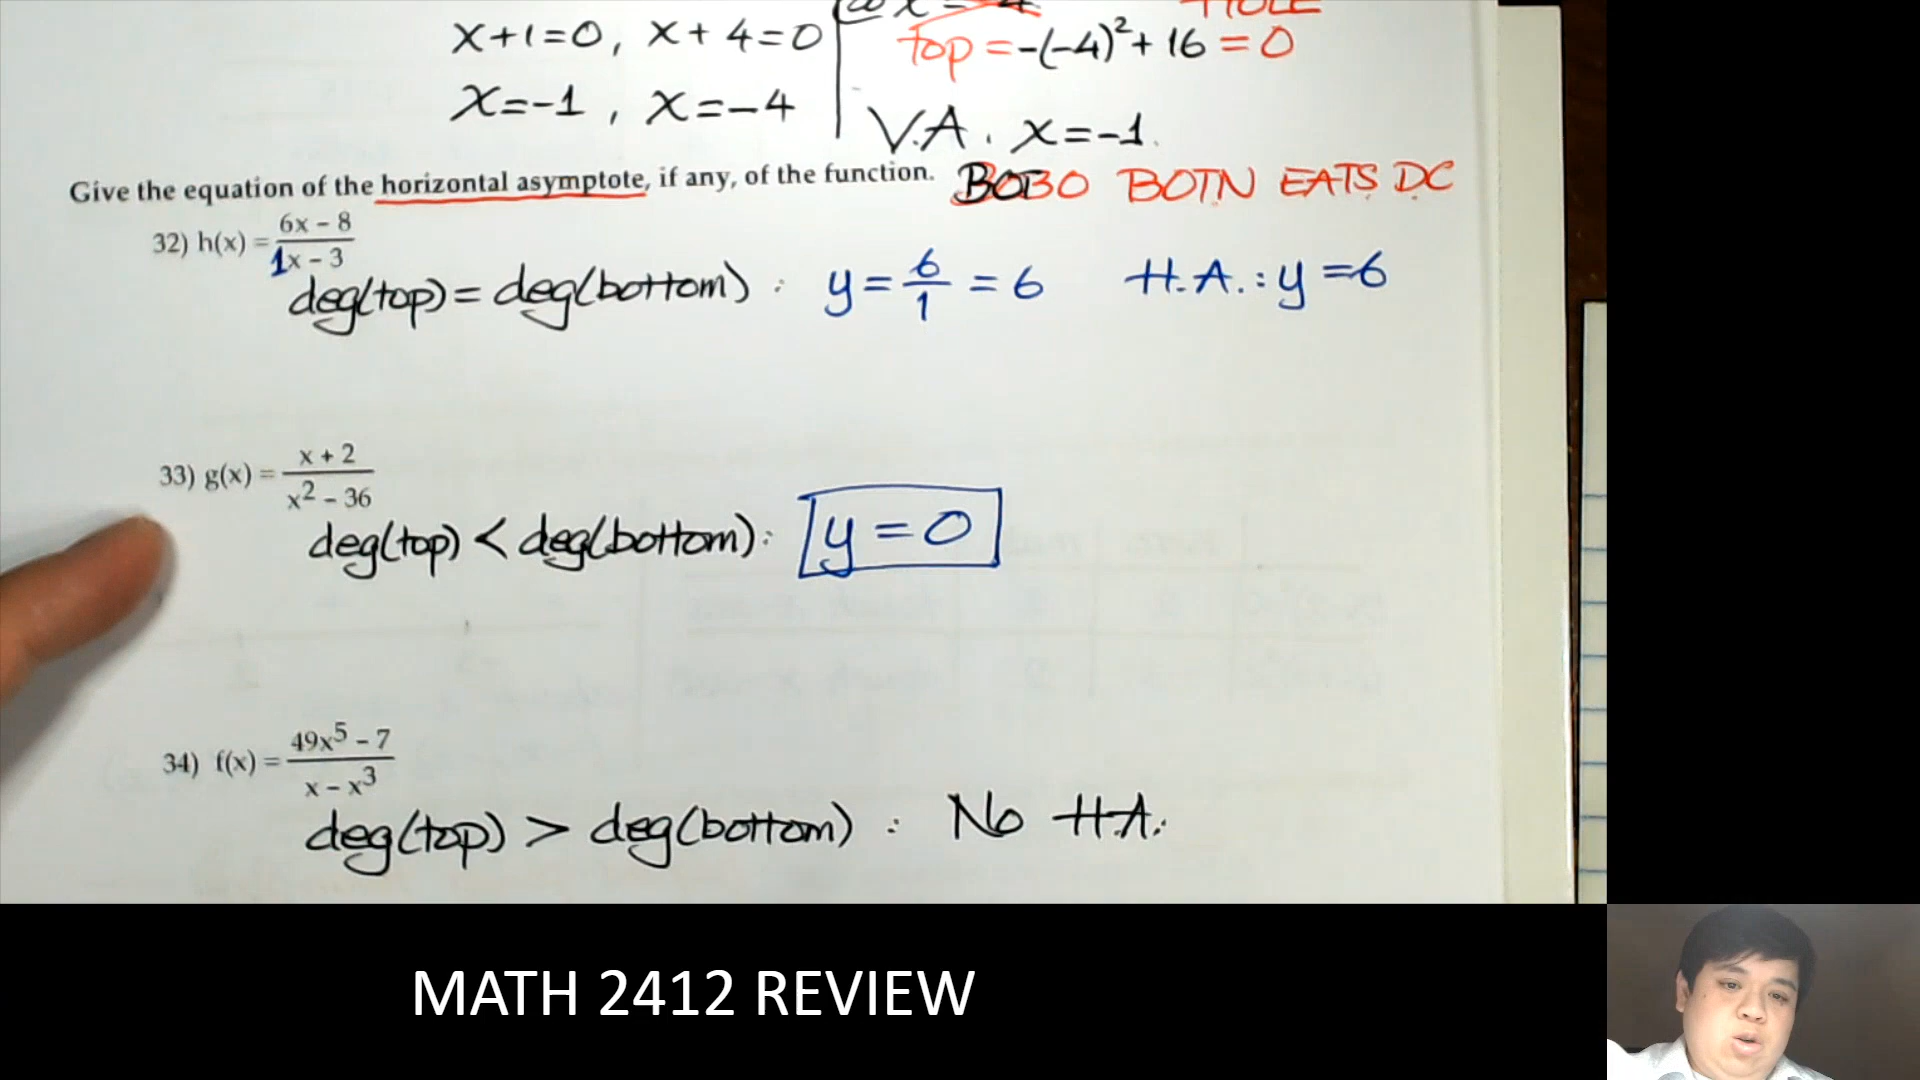 x+1=0, x+4=0
top = -(-4)²+16 = 0
x=-1, x=-4
V.A. x=-1.
Give the equation of the horizontal asymptote, if any, of the function. BOBO BOTN EATS DC
32) h(x) = (6x – 8)/(1x – 3)
deg(top) = deg(bottom) : y = 6/1 = 6 H.A.: y = 6
33) g(x) = (x + 2)/(x² – 36)
deg(top) < deg(bottom): y = 0
34) f(x) = (49x⁵ – 7)/(x – x³)
deg(top) > deg(bottom) : No H.A.
MATH 2412 REVIEW